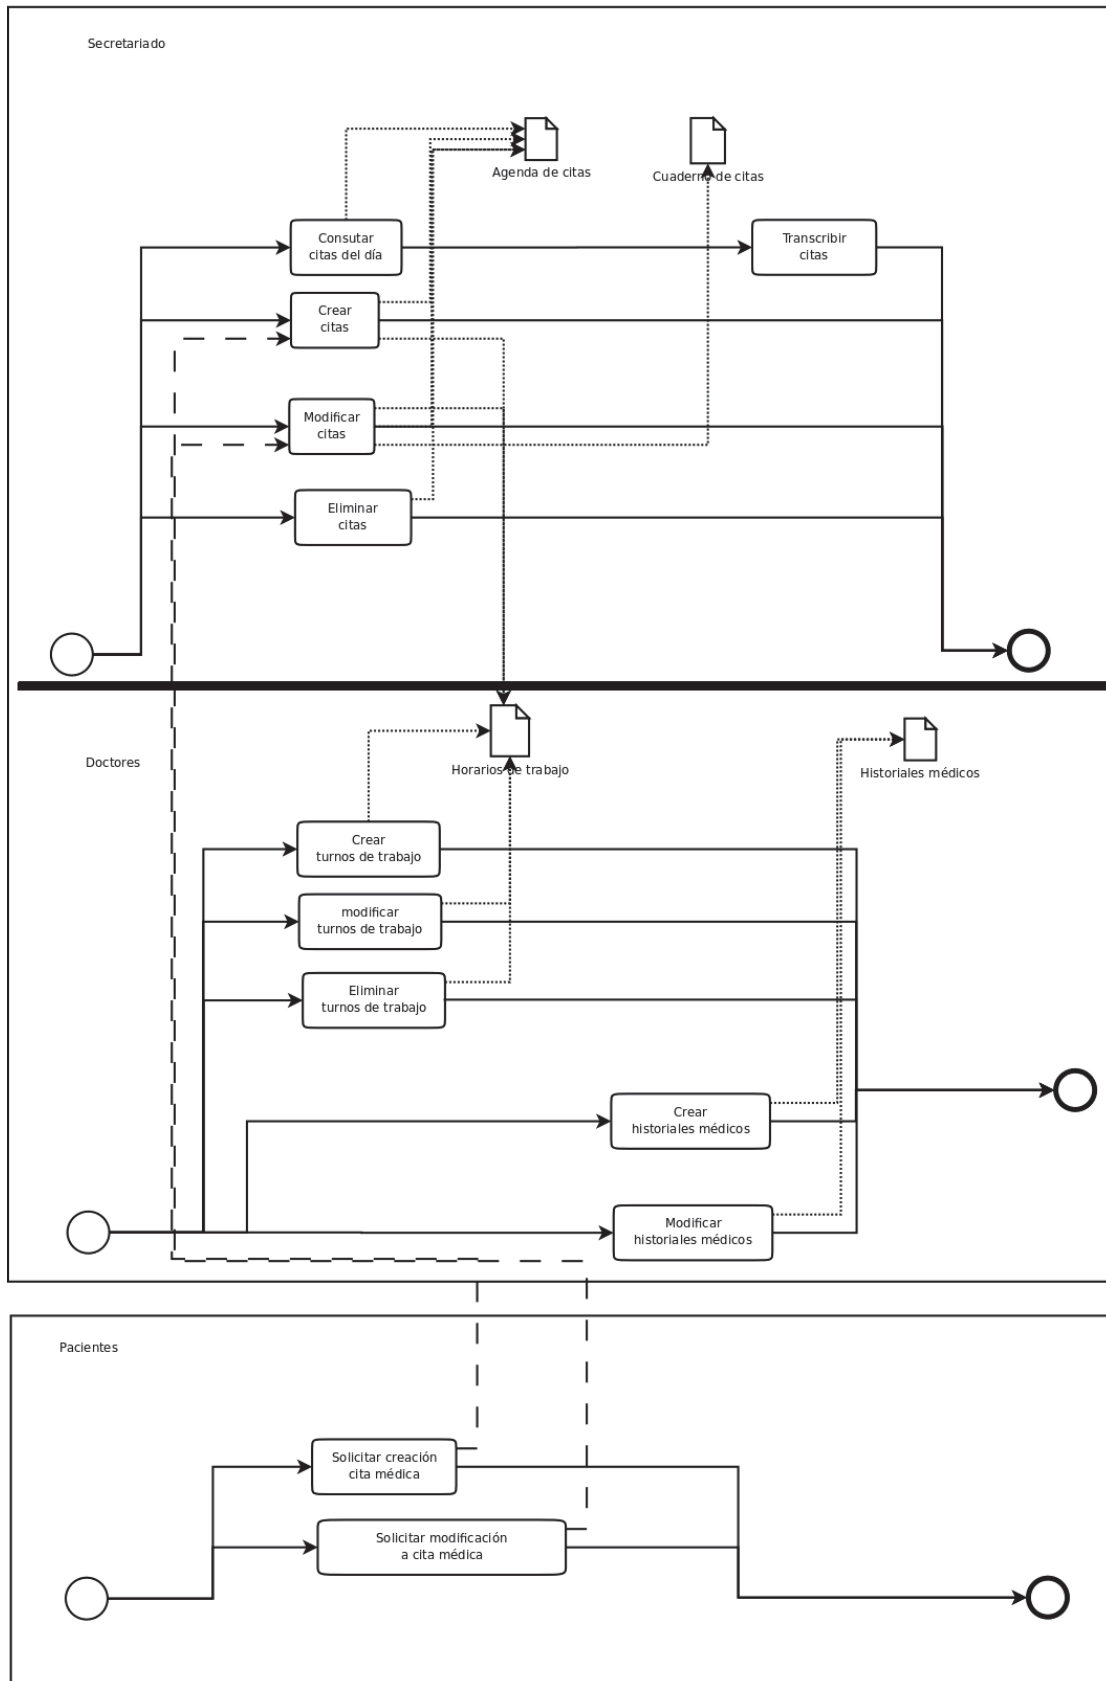 Secretariado
Agenda de citas
Cuaderno de citas
Consutar
citas del día
Transcribir
citas
Crear
citas
Modificar
citas
Eliminar
citas
Doctores
Horarios de trabajo
Historiales médicos
Crear
turnos de trabajo
modificar
turnos de trabajo
Eliminar
turnos de trabajo
Crear
historiales médicos
Modificar
historiales médicos
Pacientes
Solicitar creación
cita médica
Solicitar modificación
a cita médica